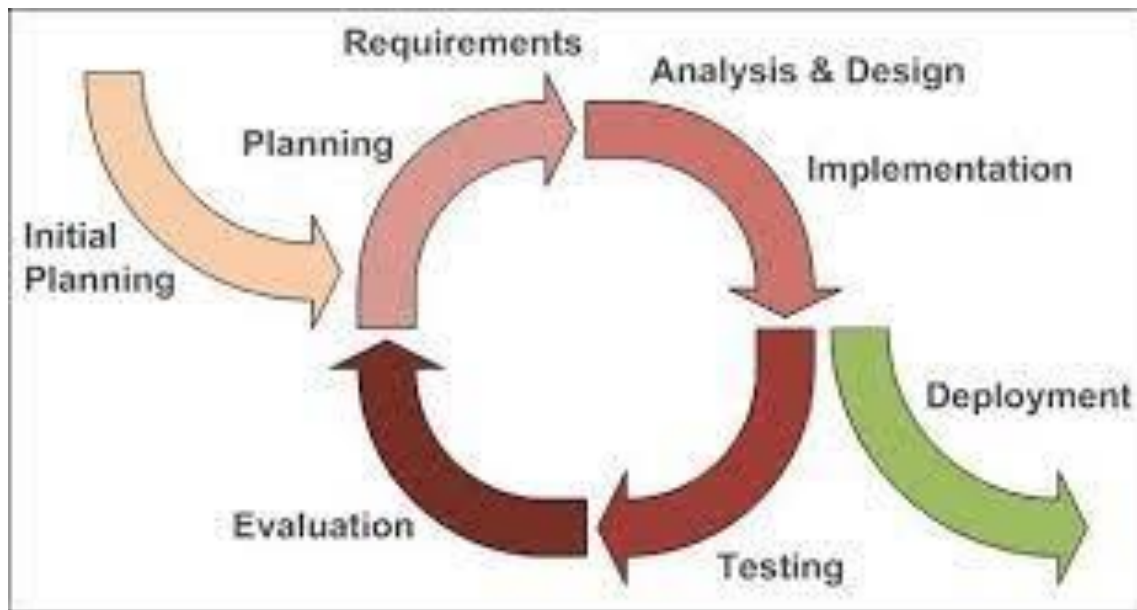 Requirements
Analysis & Design
Planning
Implementation
Initial
Planning
Deployment
Evaluation
Testing